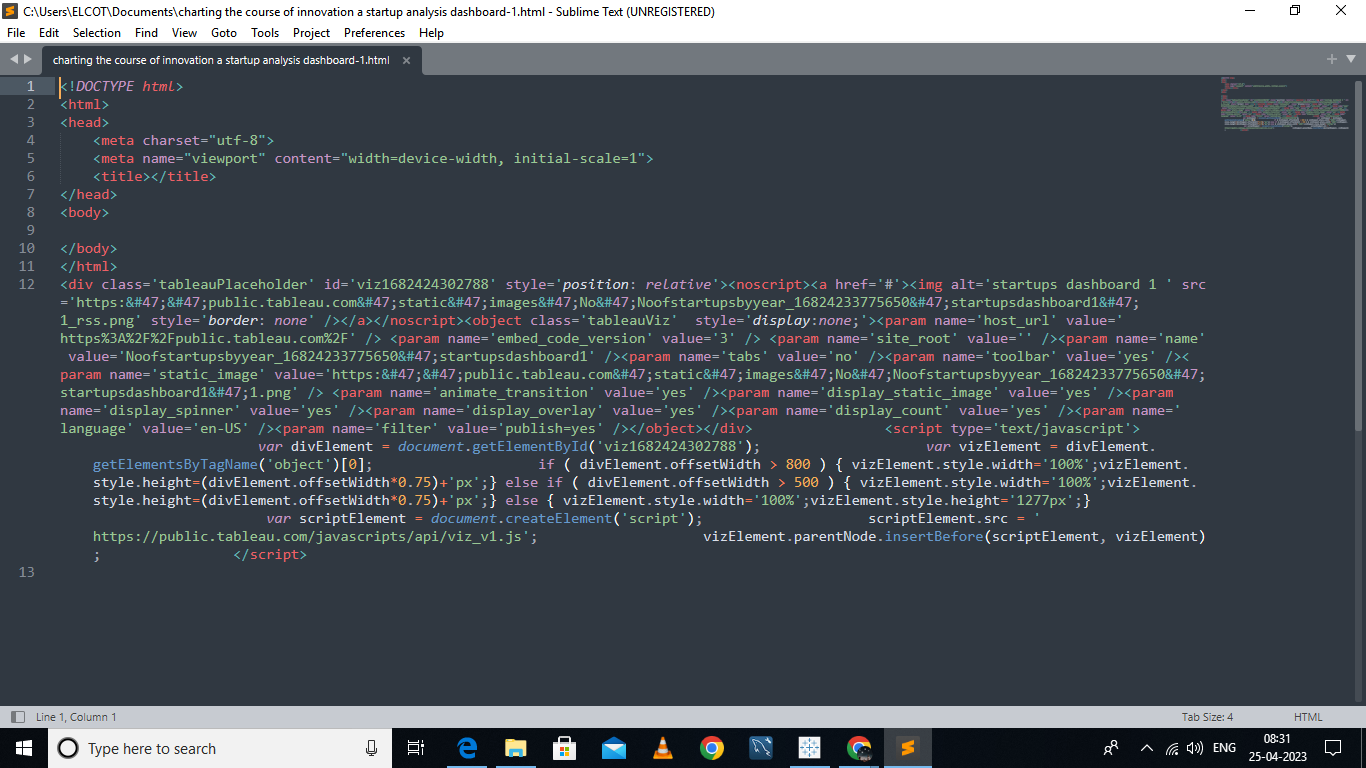 C:\Users\ELCOT\Documents\charting the course of innovation a startup analysis dashboard-1.html - Sublime Text (UNREGISTERED)
File Edit Selection Find View Goto Tools Project Preferences Help
charting the course of innovation a startup analysis dashboard-1.html
1 <!DOCTYPE html>
2 <html>
3 <head>
4 <meta charset="utf-8">
5 <meta name="viewport" content="width=device-width, initial-scale=1">
6 <title></title>
7 </head>
8 <body>
9
10 </body>
11 </html>
12 <div class='tableauPlaceholder' id='viz1682424302788' style='position: relative'><noscript><a href='#'><img alt='startups dashboard 1 ' src
='https:&#47;&#47;public.tableau.com&#47;static&#47;images&#47;No&#47;Noofstartupsbyyear_16824233775650&#47;startupsdashboard1&#47;
1_rss.png' style='border: none' /></a></noscript><object class='tableauViz'  style='display:none;'><param name='host_url' value='
https%3A%2F%2Fpublic.tableau.com%2F' /> <param name='embed_code_version' value='3' /> <param name='site_root' value='' /><param name='name'
value='Noofstartupsbyyear_16824233775650&#47;startupsdashboard1' /><param name='tabs' value='no' /><param name='toolbar' value='yes' /><
param name='static_image' value='https:&#47;&#47;public.tableau.com&#47;static&#47;images&#47;No&#47;Noofstartupsbyyear_16824233775650&#47;
startupsdashboard1&#47;1.png' /> <param name='animate_transition' value='yes' /><param name='display_static_image' value='yes' /><param
name='display_spinner' value='yes' /><param name='display_overlay' value='yes' /><param name='display_count' value='yes' /><param name='
language' value='en-US' /><param name='filter' value='publish=yes' /></object></div> <script type='text/javascript'>
var divElement = document.getElementById('viz1682424302788'); var vizElement = divElement.
getElementsByTagName('object')[0]; if ( divElement.offsetWidth > 800 ) { vizElement.style.width='100%';vizElement.
style.height=(divElement.offsetWidth*0.75)+'px';} else if ( divElement.offsetWidth > 500 ) { vizElement.style.width='100%';vizElement.
style.height=(divElement.offsetWidth*0.75)+'px';} else { vizElement.style.width='100%';vizElement.style.height='1277px';}
var scriptElement = document.createElement('script'); scriptElement.src = '
https://public.tableau.com/javascripts/api/viz_v1.js'; vizElement.parentNode.insertBefore(scriptElement, vizElement)
; </script>
13
Line 1, Column 1 Tab Size: 4 HTML
Type here to search ENG 08:31
25-04-2023